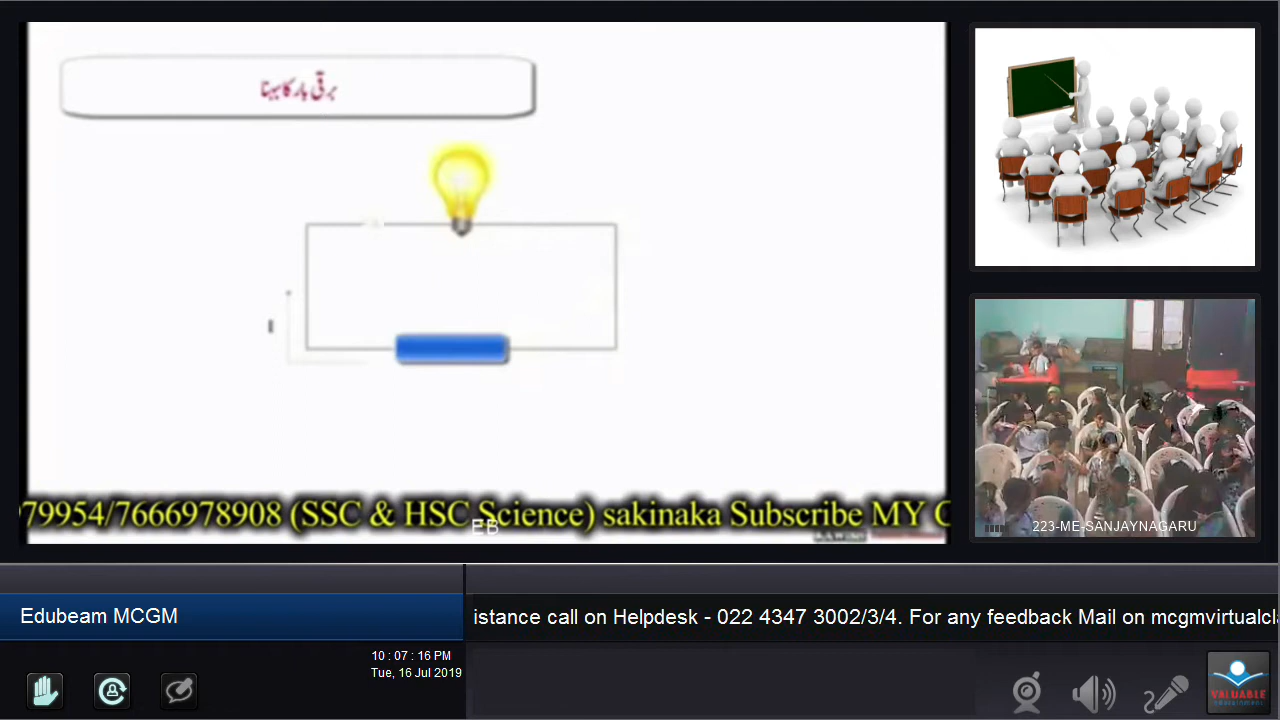 برقی بار کا بہنا
79954/7666978908 (SSC & HSC Science) sakinaka Subscribe MY C
EB
223-ME-SANJAYNAGARU
Edubeam MCGM
istance call on Helpdesk - 022 4347 3002/3/4. For any feedback Mail on mcgmvirtualcl
10 : 07 : 16 PM
Tue, 16 Jul 2019
VALUABLE